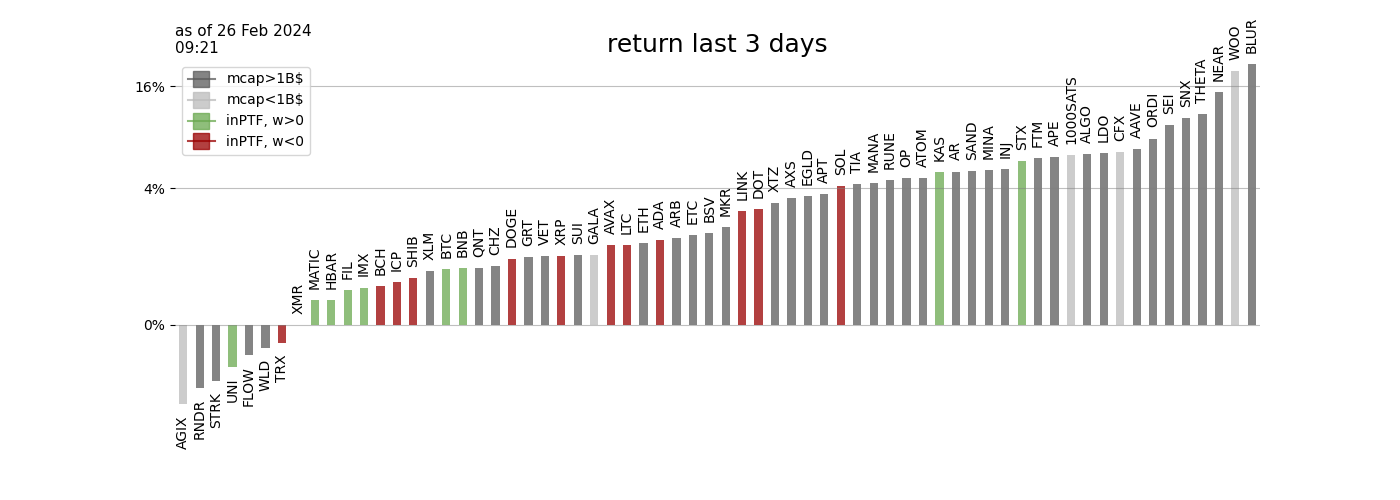 as of 26 Feb 2024
09:21
return last 3 days
mcap>1B$
mcap<1B$
inPTF, w>0
inPTF, w<0
16%
4%
0%
AGIX
RNDR
STRK
UNI
FLOW
WLD
TRX
XMR
MATIC
HBAR
FIL
IMX
BCH
ICP
SHIB
XLM
BTC
BNB
QNT
CHZ
DOGE
GRT
VET
XRP
SUI
GALA
AVAX
LTC
ETH
ADA
ARB
ETC
BSV
MKR
LINK
DOT
XTZ
AXS
EGLD
APT
SOL
TIA
MANA
RUNE
OP
ATOM
KAS
AR
SAND
MINA
INJ
STX
FTM
APE
1000SATS
ALGO
LDO
CFX
AAVE
ORDI
SEI
SNX
THETA
NEAR
WOO
BLUR